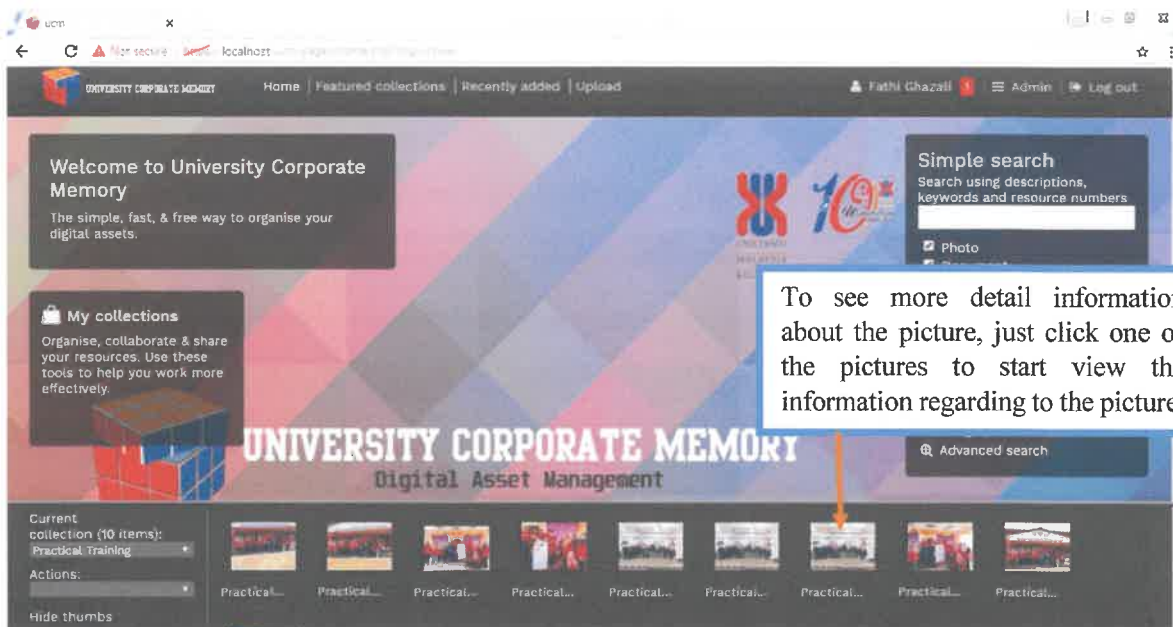 ucm
Not secure localhost
UNIVERSITY CORPORATE MEMORY Home Featured collections Recently added Upload Fathi Ghazali Admin Log out
Welcome to University Corporate
Memory
The simple, fast, & free way to organise your
digital assets.
Simple search
Search using descriptions,
keywords and resource numbers
Photo
To see more detail information
about the picture, just click one o
the pictures to start view th
information regarding to the picture
Advanced search
My collections
Organise, collaborate & share
your resources. Use these
tools to help you work more
effectively.
UNIVERSITY CORPORATE MEMORY
Digital Asset Management
Current
collection (10 items):
Practical Training
Actions:
Hide thumbs
Practical... Practical... Practical... Practical... Practical... Practical... Practical... Practical... Practical...